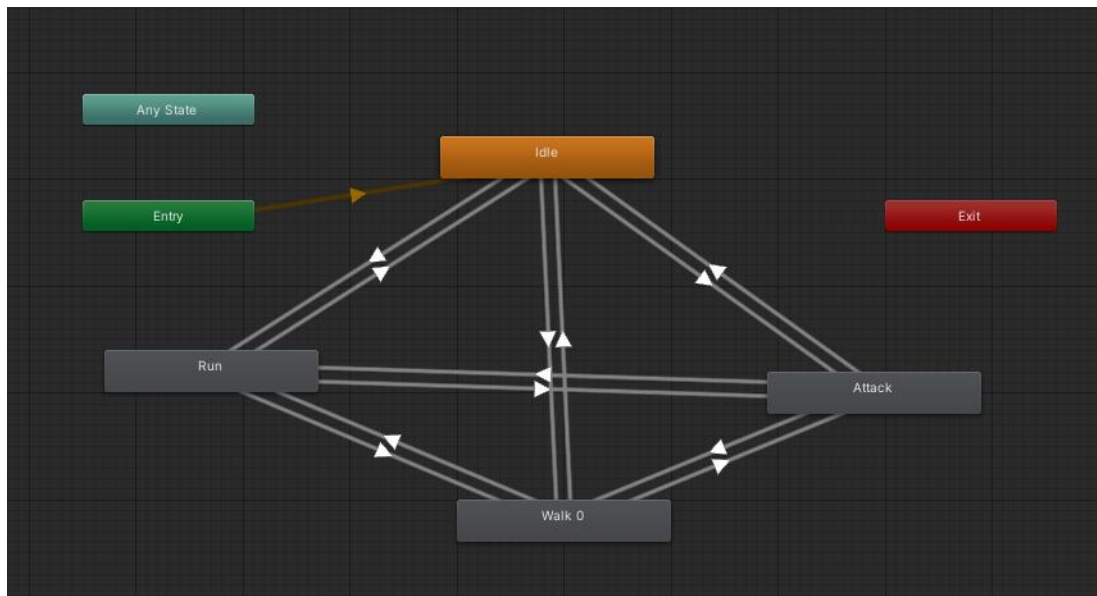 Any State
Idle
Entry
Exit
Run
Attack
Walk 0